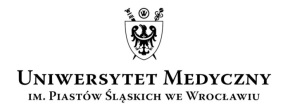 UNIWERSYTET MEDYCZNY
IM. PIASTÓW ŚLĄSKICH WE WROCŁAWIU